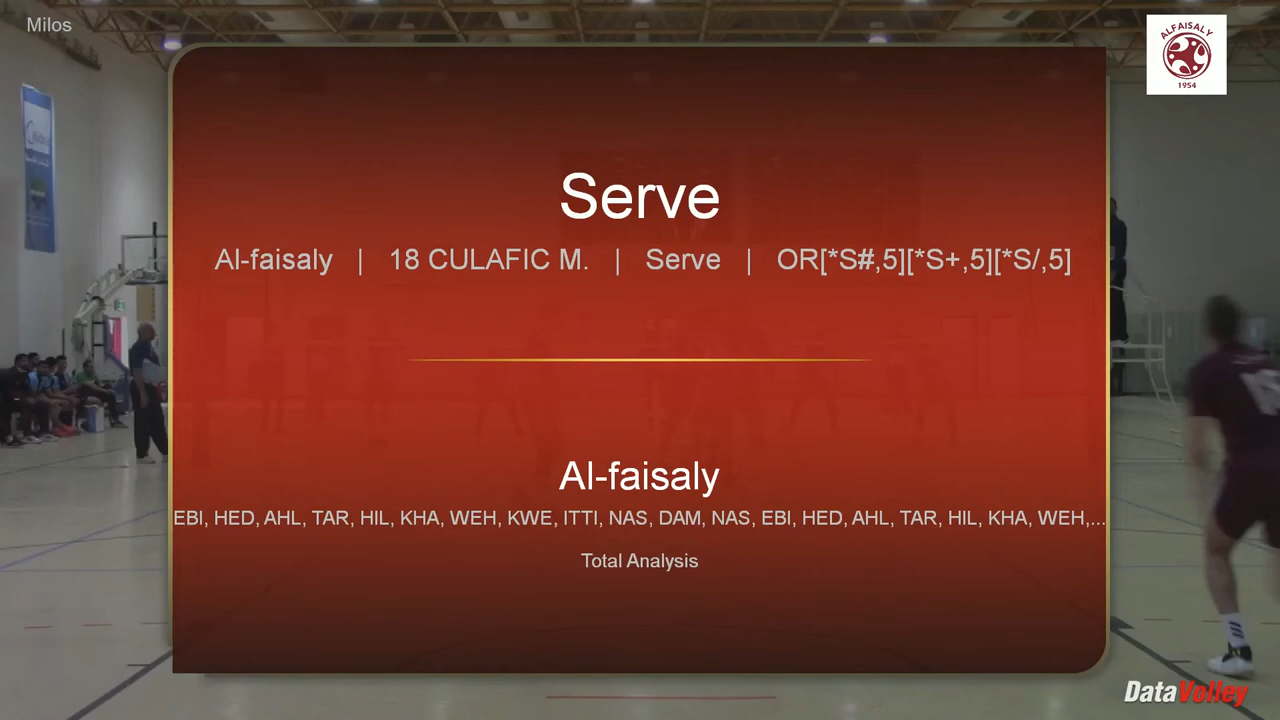 Milos
ALFAISALY
1954
Serve
Al-faisaly | 18 CULAFIC M. | Serve | OR[*S#,5][*S+,5][*S/,5]
Al-faisaly
EBI, HED, AHL, TAR, HIL, KHA, WEH, KWE, ITTI, NAS, DAM, NAS, EBI, HED, AHL, TAR, HIL, KHA, WEH,...
Total Analysis
DataVolley